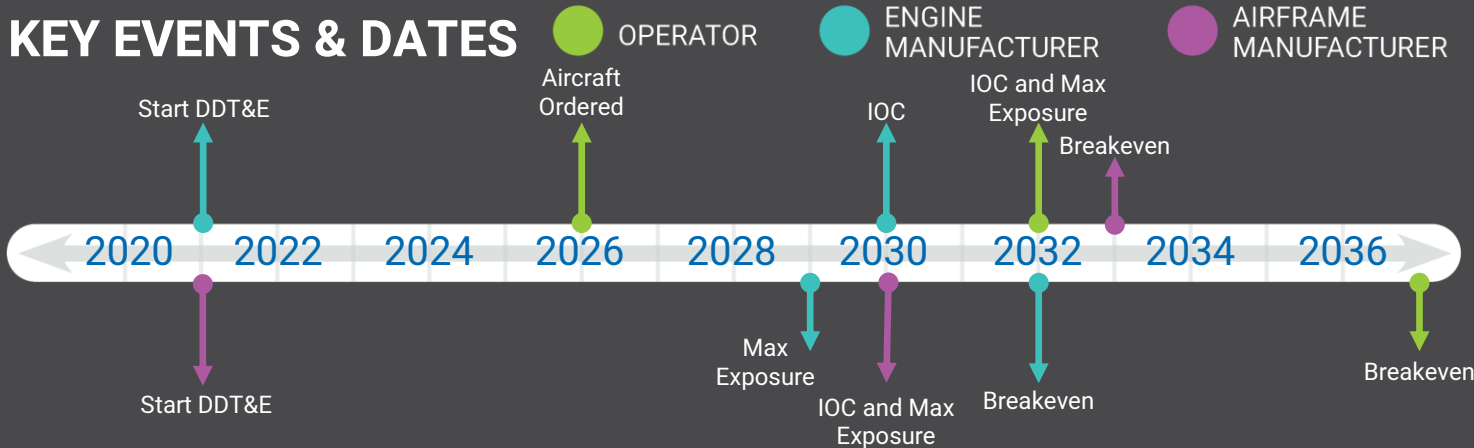 KEY EVENTS & DATES
OPERATOR
ENGINE
MANUFACTURER
AIRFRAME
MANUFACTURER
Start DDT&E
Aircraft
Ordered
IOC
IOC and Max
Exposure
Breakeven
2020
2022
2024
2026
2028
2030
2032
2034
2036
Start DDT&E
Max
Exposure
IOC and Max
Exposure
Breakeven
Breakeven